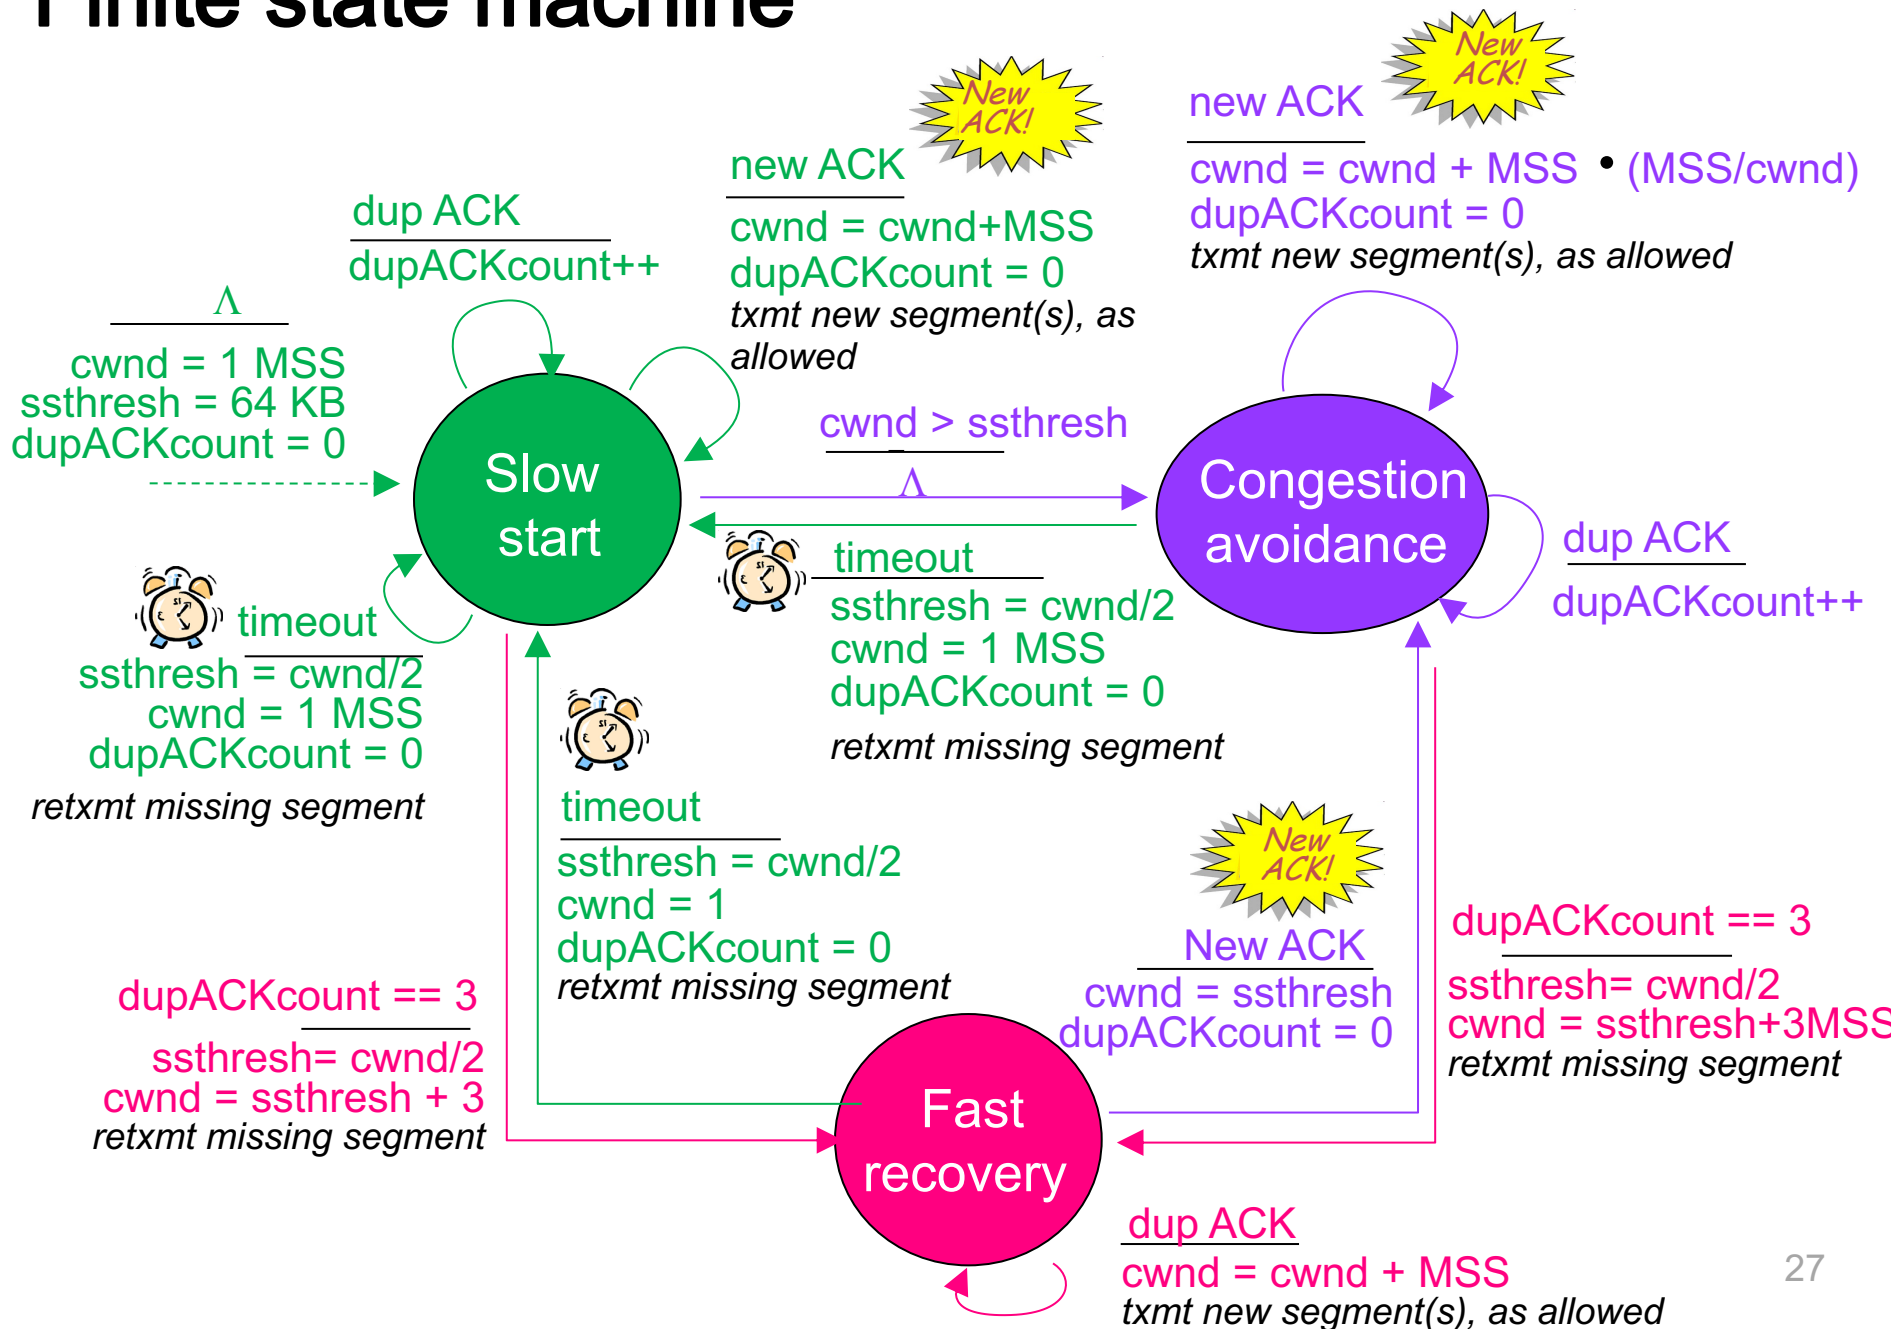 Finite state machine
New
ACK!
new ACK
cwnd = cwnd + MSS • (MSS/cwnd)
dupACKcount = 0
txmt new segment(s), as allowed
New
ACK!
new ACK
cwnd = cwnd+MSS
dupACKcount = 0
txmt new segment(s), as
allowed
dup ACK
dupACKcount++
Λ
cwnd = 1 MSS
ssthresh = 64 KB
dupACKcount = 0
Slow
start
cwnd > ssthresh
Λ
Congestion
avoidance
dup ACK
dupACKcount++
timeout
ssthresh = cwnd/2
cwnd = 1 MSS
dupACKcount = 0
retxmt missing segment
timeout
ssthresh = cwnd/2
cwnd = 1 MSS
dupACKcount = 0
retxmt missing segment
timeout
ssthresh = cwnd/2
cwnd = 1
dupACKcount = 0
retxmt missing segment
New
ACK!
New ACK
cwnd = ssthresh
dupACKcount = 0
dupACKcount == 3
ssthresh= cwnd/2
cwnd = ssthresh+3MSS
retxmt missing segment
dupACKcount == 3
ssthresh= cwnd/2
cwnd = ssthresh + 3
retxmt missing segment
Fast
recovery
dup ACK
cwnd = cwnd + MSS
txmt new segment(s), as allowed
27